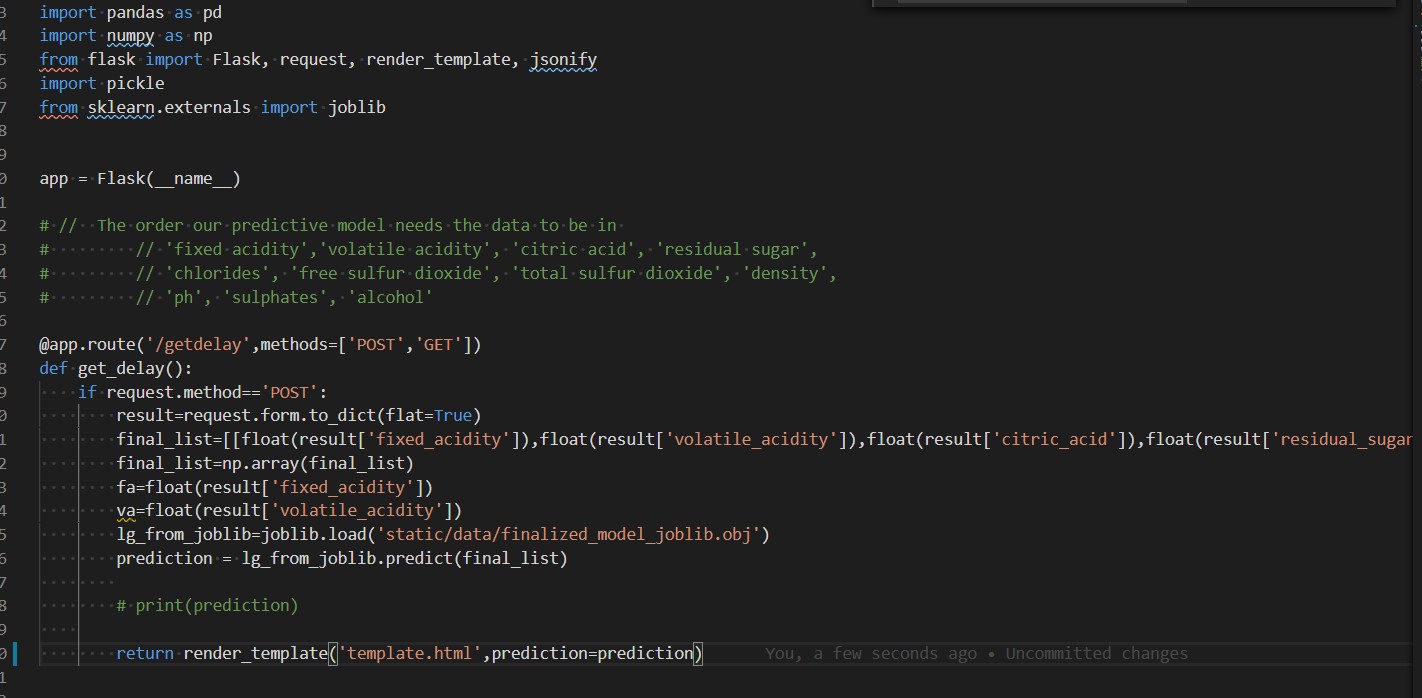 3 import pandas as pd
4 import numpy as np
5 from flask import Flask, request, render_template, jsonify
6 import pickle
7 from sklearn.externals import joblib
8
9
0 app = Flask(__name__)
1
2 # //  The order our predictive model needs the data to be in
3 #         // 'fixed acidity','volatile acidity', 'citric acid', 'residual sugar',
4 #         // 'chlorides', 'free sulfur dioxide', 'total sulfur dioxide', 'density',
5 #         // 'ph', 'sulphates', 'alcohol'
6
7 @app.route('/getdelay',methods=['POST','GET'])
8 def get_delay():
9     if request.method=='POST':
0         result=request.form.to_dict(flat=True)
1         final_list=[[float(result['fixed_acidity']),float(result['volatile_acidity']),float(result['citric_acid']),float(result['residual_sugar
2         final_list=np.array(final_list)
3         fa=float(result['fixed_acidity'])
4         va=float(result['volatile_acidity'])
5         lg_from_joblib=joblib.load('static/data/finalized_model_joblib.obj')
6         prediction = lg_from_joblib.predict(final_list)
7
8         # print(prediction)
9
0         return render_template('template.html',prediction=prediction) You, a few seconds ago • Uncommitted changes
1